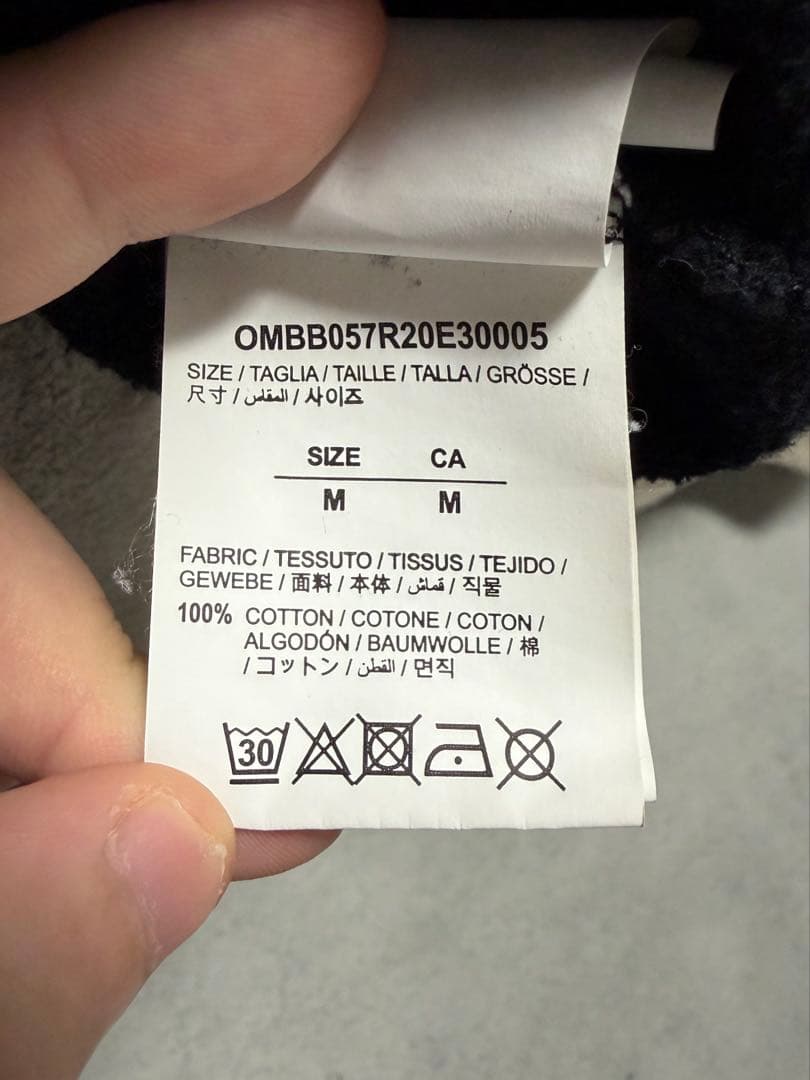 OMBB057R20E30005
SIZE / TAGLIA / TAILLE / TALLA / GRÖSSE /
尺寸 / المقاس / 사이즈
SIZE CA
M M
FABRIC / TESSUTO / TISSUS / TEJIDO /
GEWEBE / 面料 / 本体 / قماش / 직물
100% COTTON / COTONE / COTON /
ALGODÓN / BAUMWOLLE / 棉
/ コットン / القطن / 면직
30